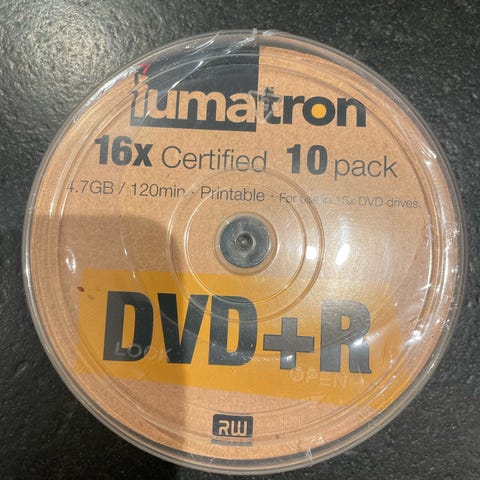 lumatron
16x Certified 10 pack
4.7GB / 120min · Printable · For use in 16x DVD drives.
DVD+R
LOCK
OPEN
RW